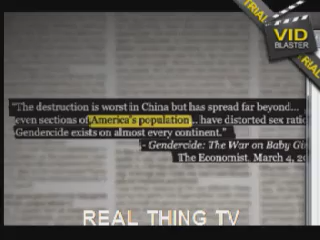 TRIAL
VID
BLASTER
TRIAL
"The destruction is worst in China but has spread far beyond...
even sections of America's population... have distorted sex ratio
Gendercide exists on almost every continent."
- Gendercide: The War on Baby Gi
The Economist, March 4, 20
REAL THING TV